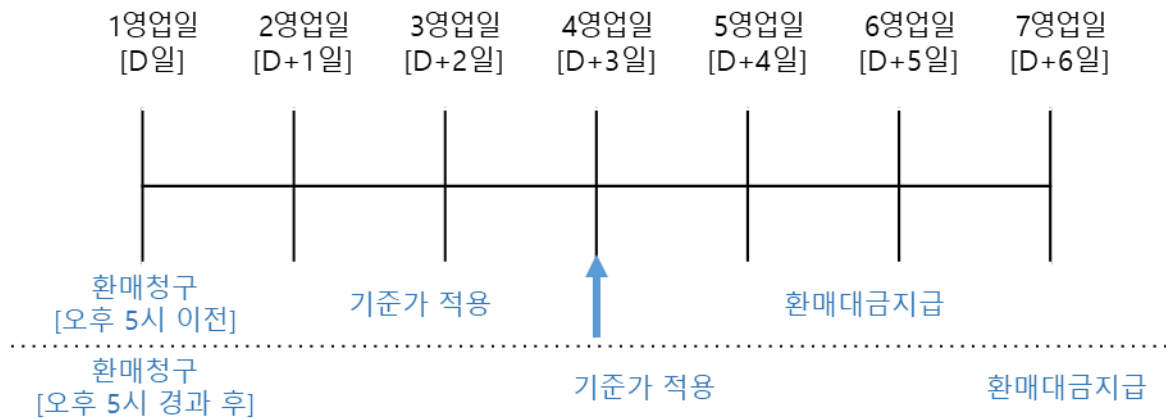 1영업일 2영업일 3영업일 4영업일 5영업일 6영업일 7영업일
[D일] [D+1일] [D+2일] [D+3일] [D+4일] [D+5일] [D+6일]
환매청구
[오후 5시 이전]
기준가 적용
환매대금지급
환매청구
[오후 5시 경과 후]
기준가 적용
환매대금지급